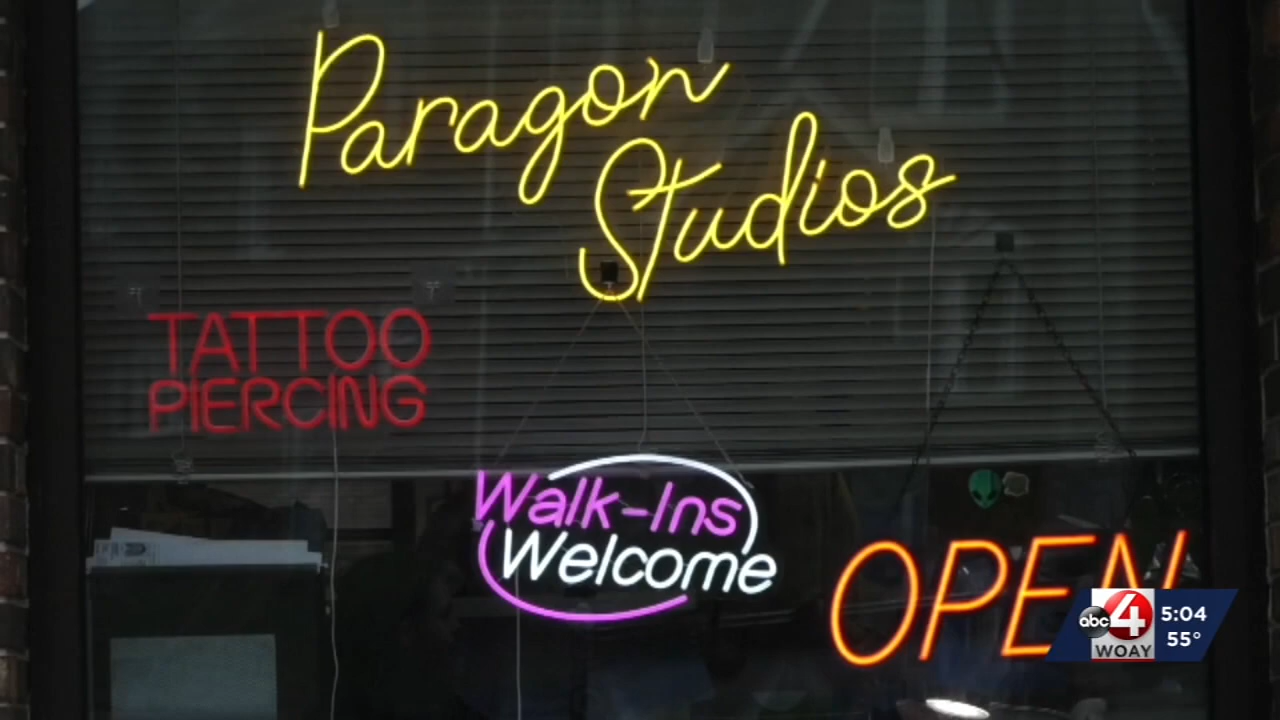 Paragon
Studios
TATTOO
PIERCING
Walk-Ins
Welcome
OPEN
abc 4
WOAY
5:04
55°